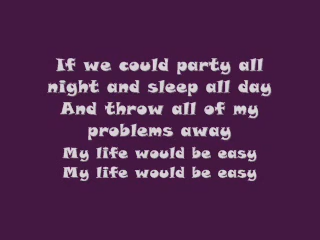 If we could party all
night and sleep all day
And throw all of my
problems away
My life would be easy
My life would be easy